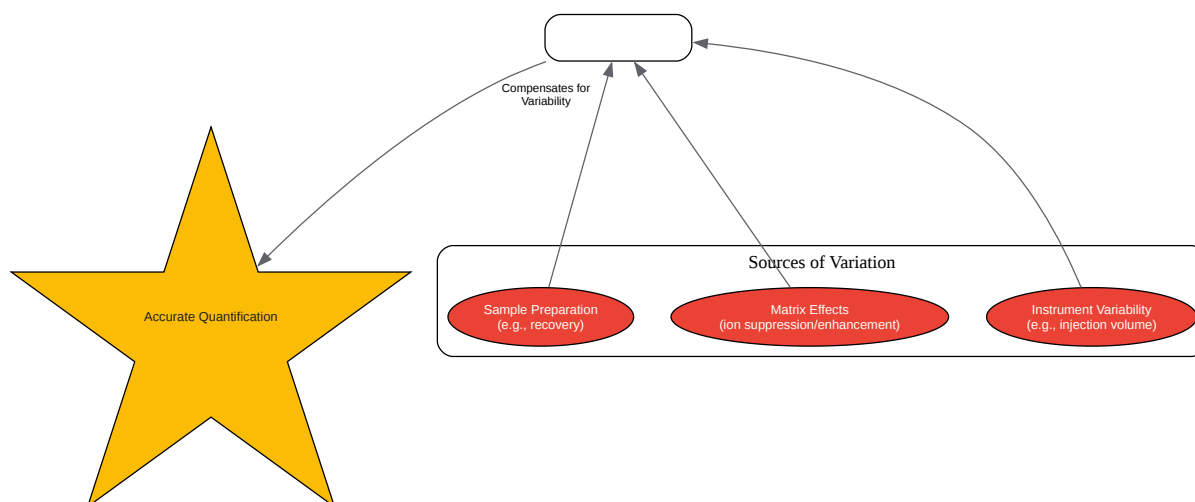 Compensates for
Variability
Sources of Variation
Accurate Quantification
Sample Preparation
(e.g., recovery)
Matrix Effects
(ion suppression/enhancement)
Instrument Variability
(e.g., injection volume)